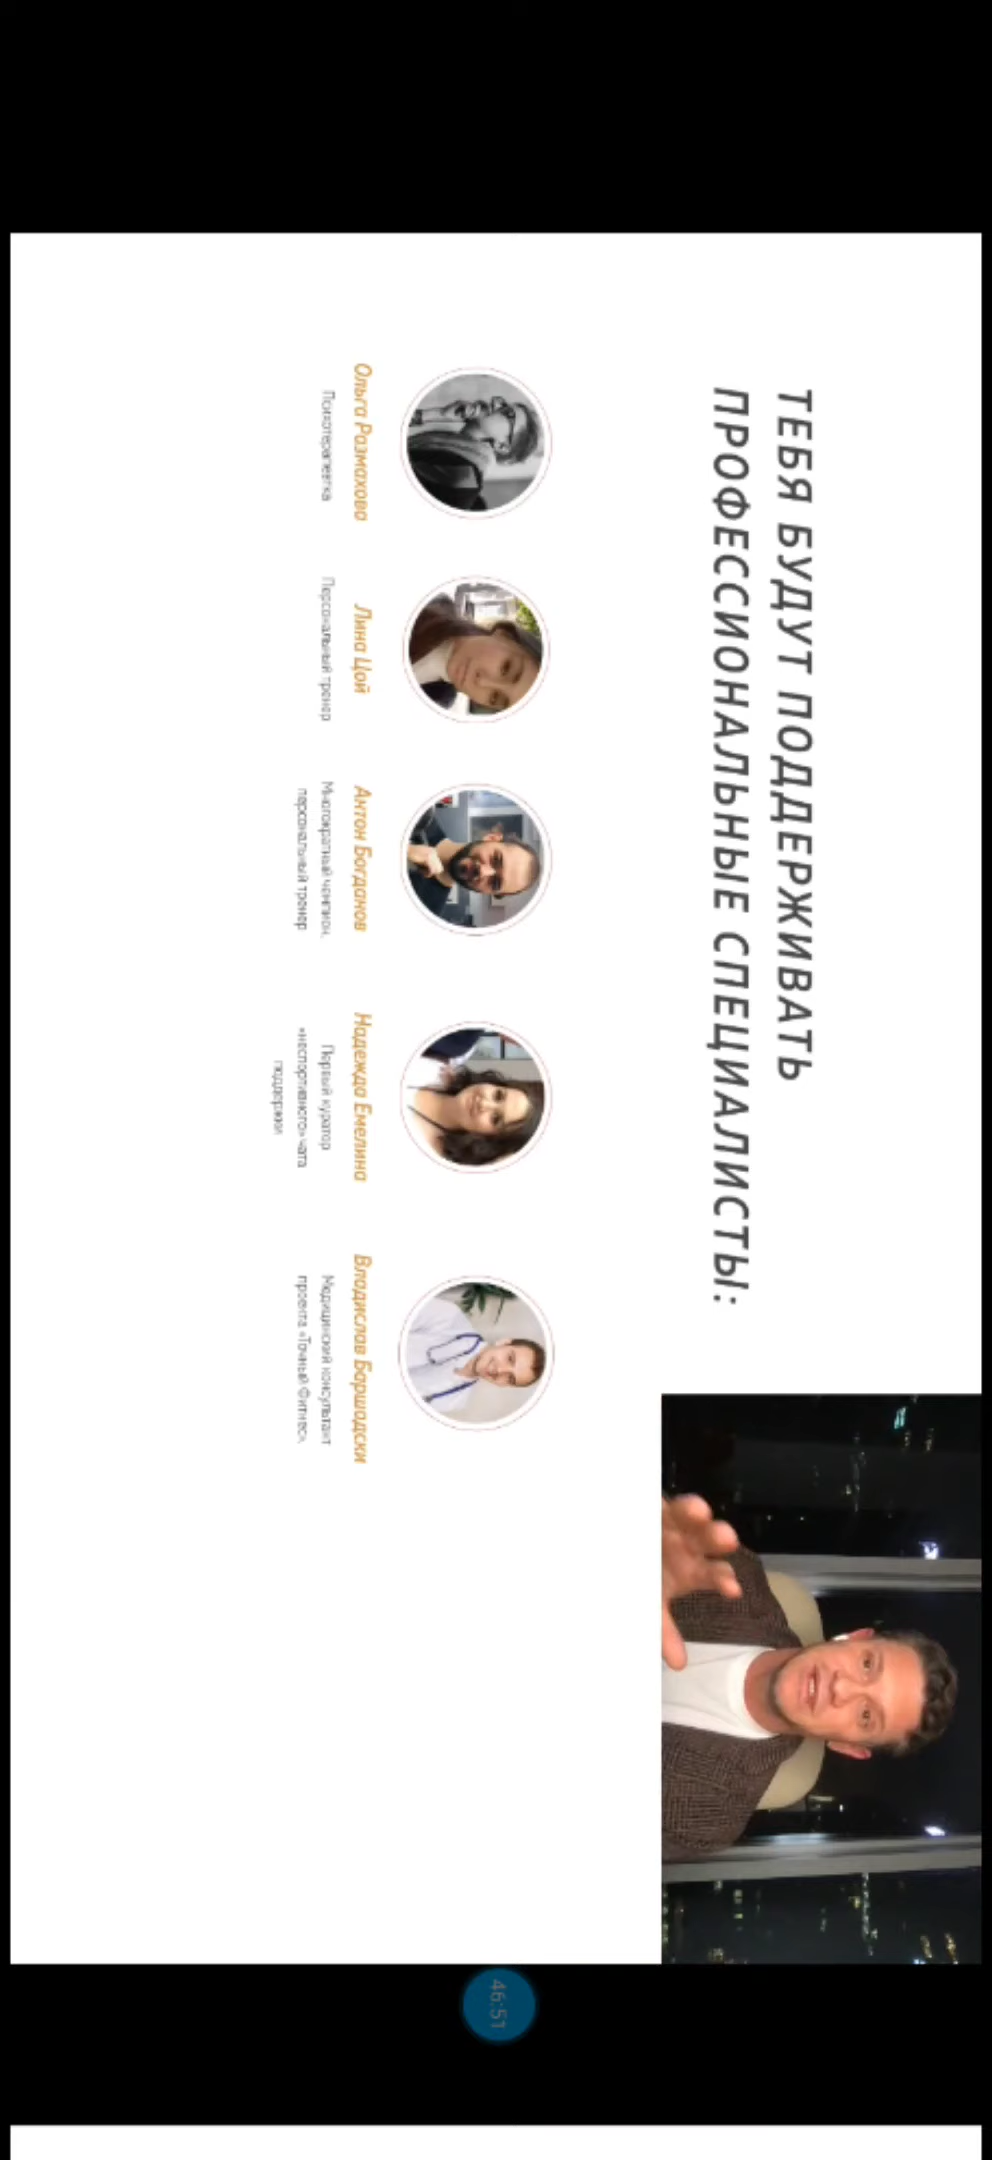 ТЕБЯ БУДУТ ПОДДЕРЖИВАТЬ
ПРОФЕССИОНАЛЬНЫЕ СПЕЦИАЛИСТЫ:
Ольга Размахова
Психотерапевтка
Лина Цой
Персональный тренер
Антон Богданов
Многократный чемпион,
персональный тренер
Надежда Емелина
Первый куратор
«неспортивного» чата
поддержки
Владислав Баршадски
Медицинский консультант
проекта «Точный Фитнес».
46:51